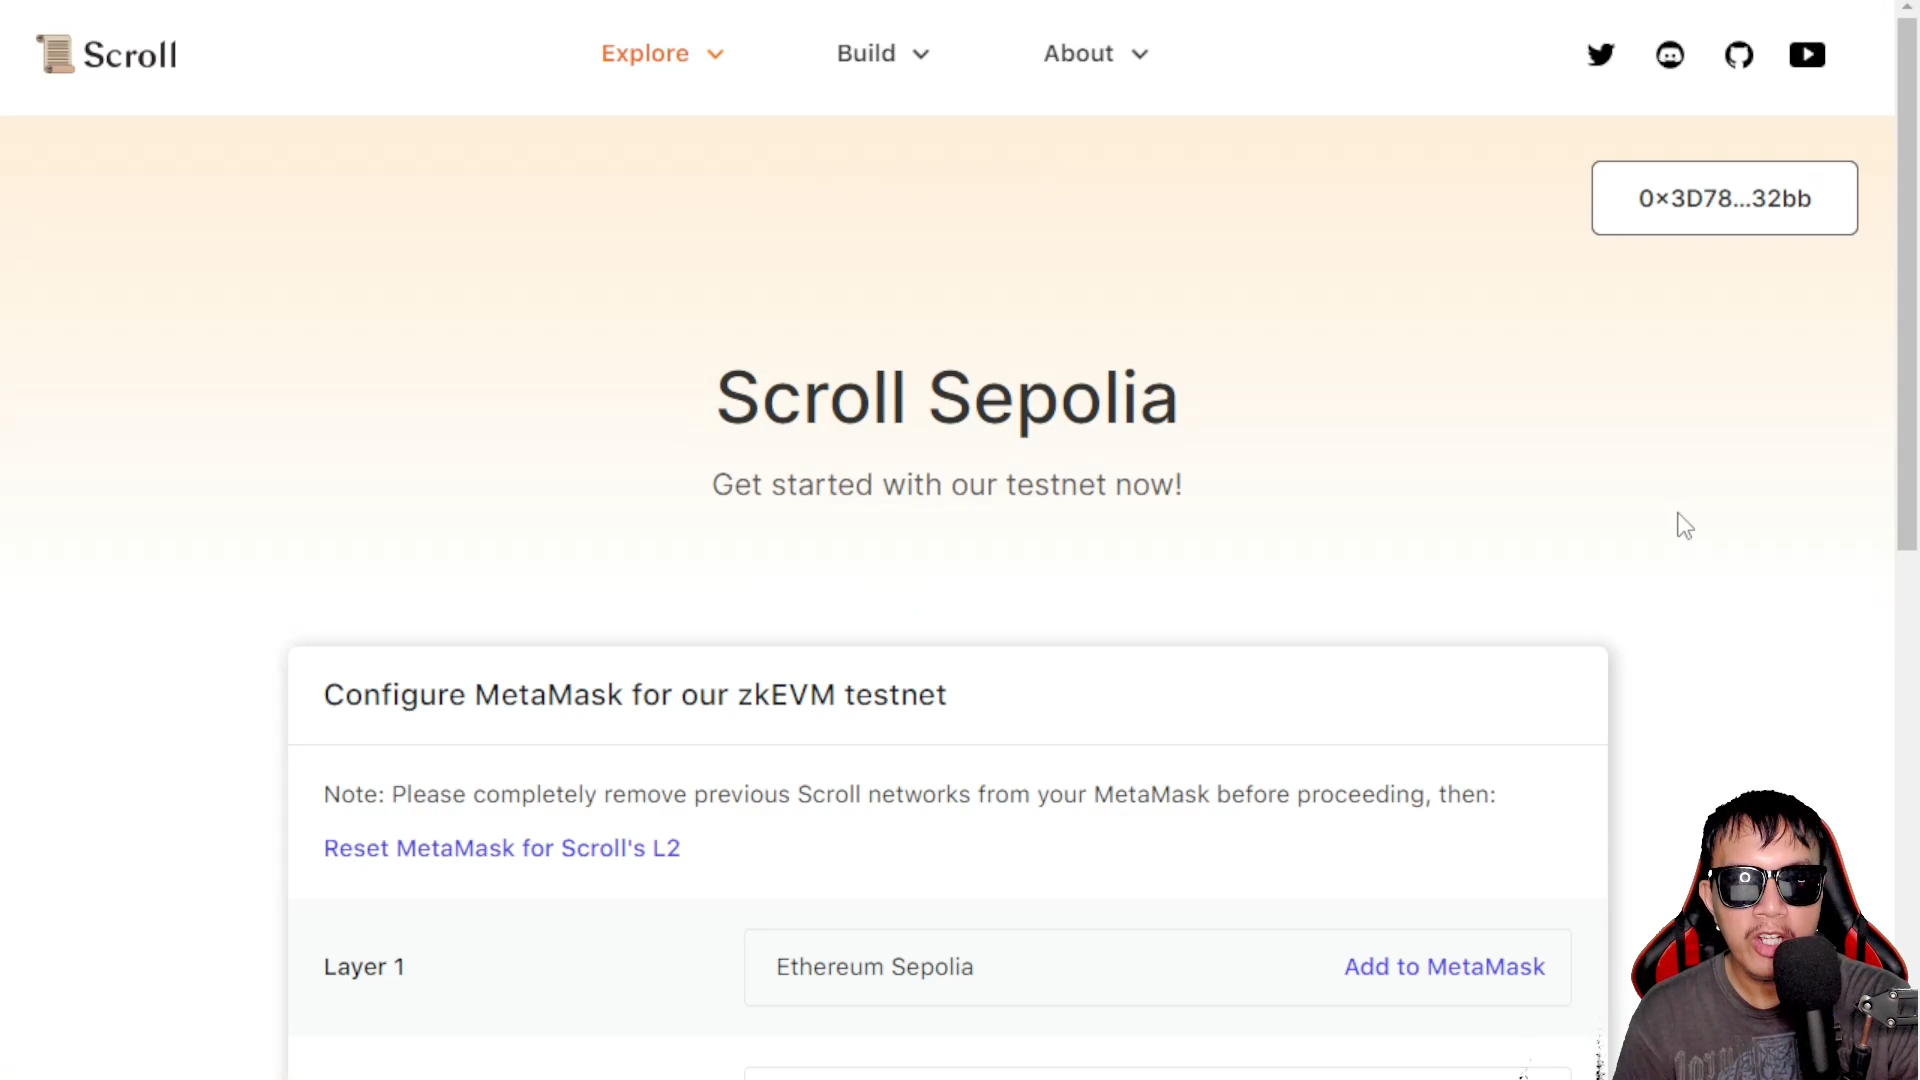 Scroll
Explore
Build
About
0×3D78...32bb
Scroll Sepolia
Get started with our testnet now!
Configure MetaMask for our zkEVM testnet
Note: Please completely remove previous Scroll networks from your MetaMask before proceeding, then:
Reset MetaMask for Scroll's L2
Layer 1
Ethereum Sepolia
Add to MetaMask